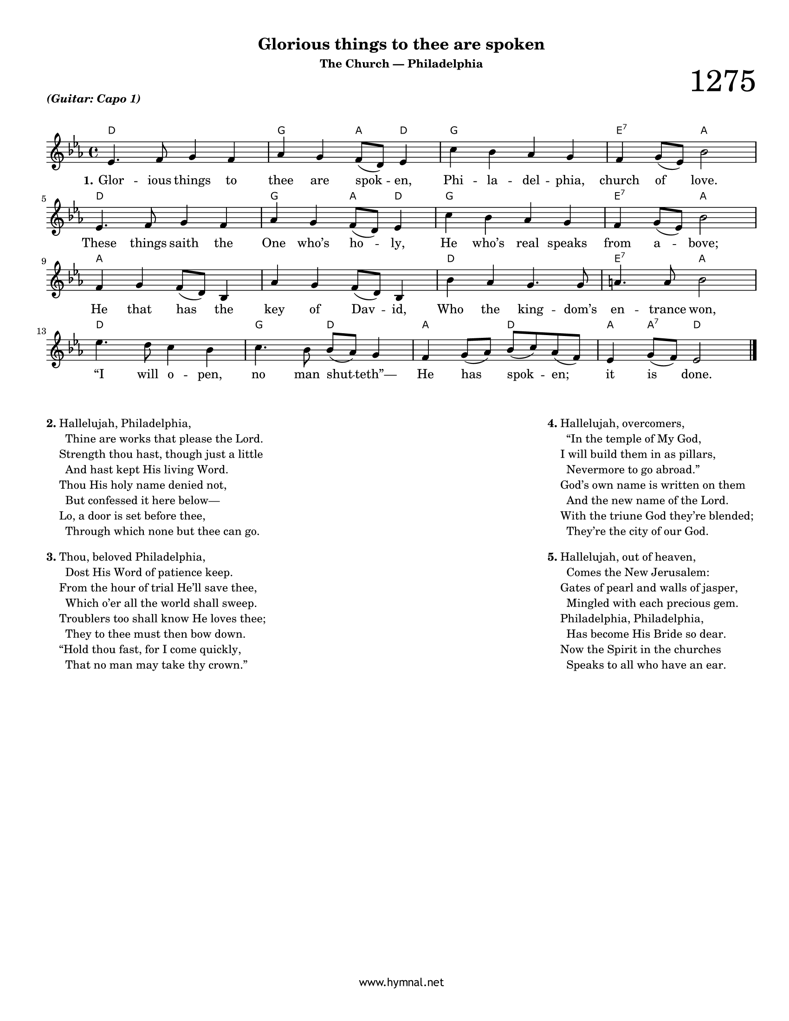 Glorious things to thee are spoken
The Church — Philadelphia
1275
(Guitar: Capo 1)
D G A D G E7 A
1. Glor - ious things to thee are spok - en, Phi - la - del - phia, church of love.
5
D G A D G E7 A
These things saith the One who's ho - ly, He who's real speaks from a - bove;
9
A D E7 A
He that has the key of Dav - id, Who the king - dom's en - trance won,
13
D G D A D A A7 D
“I will o - pen, no man shut-teth”— He has spok - en; it is done.
2. Hallelujah, Philadelphia,
Thine are works that please the Lord.
Strength thou hast, though just a little
And hast kept His living Word.
Thou His holy name denied not,
But confessed it here below—
Lo, a door is set before thee,
Through which none but thee can go.
3. Thou, beloved Philadelphia,
Dost His Word of patience keep.
From the hour of trial He'll save thee,
Which o'er all the world shall sweep.
Troublers too shall know He loves thee;
They to thee must then bow down.
“Hold thou fast, for I come quickly,
That no man may take thy crown.”
4. Hallelujah, overcomers,
“In the temple of My God,
I will build them in as pillars,
Nevermore to go abroad.”
God's own name is written on them
And the new name of the Lord.
With the triune God they're blended;
They're the city of our God.
5. Hallelujah, out of heaven,
Comes the New Jerusalem:
Gates of pearl and walls of jasper,
Mingled with each precious gem.
Philadelphia, Philadelphia,
Has become His Bride so dear.
Now the Spirit in the churches
Speaks to all who have an ear.
www.hymnal.net